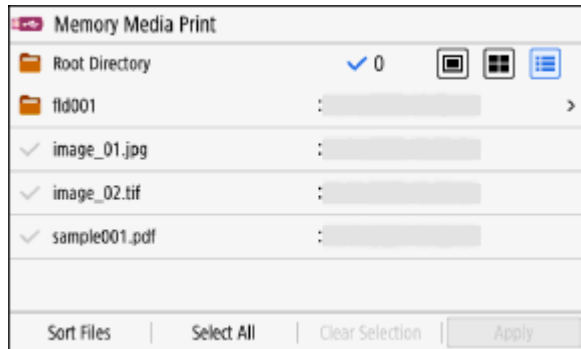 Memory Media Print
Root Directory 0
fld001 :
image_01.jpg :
image_02.tif :
sample001.pdf :
Sort Files Select All Clear Selection Apply